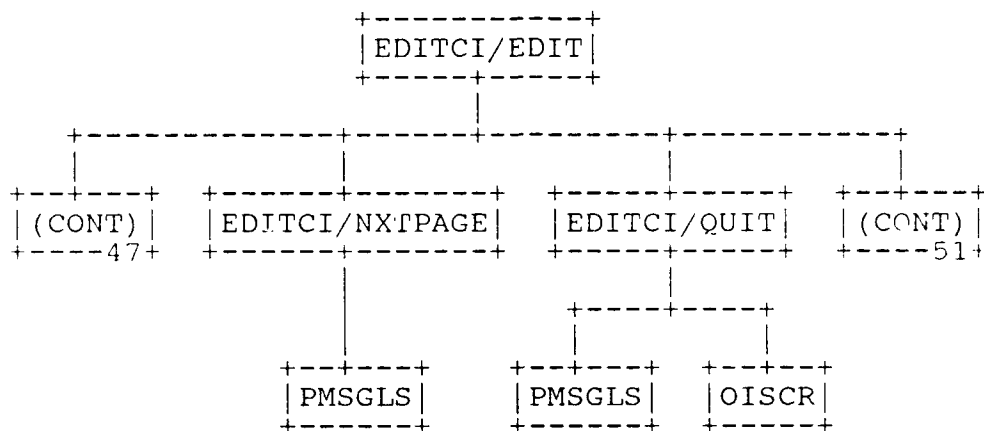 EDITCI/EDIT
(CONT) EDITCI/NXTPAGE EDITCI/QUIT (CONT)
47 51
PMSGLS PMSGLS OISCR